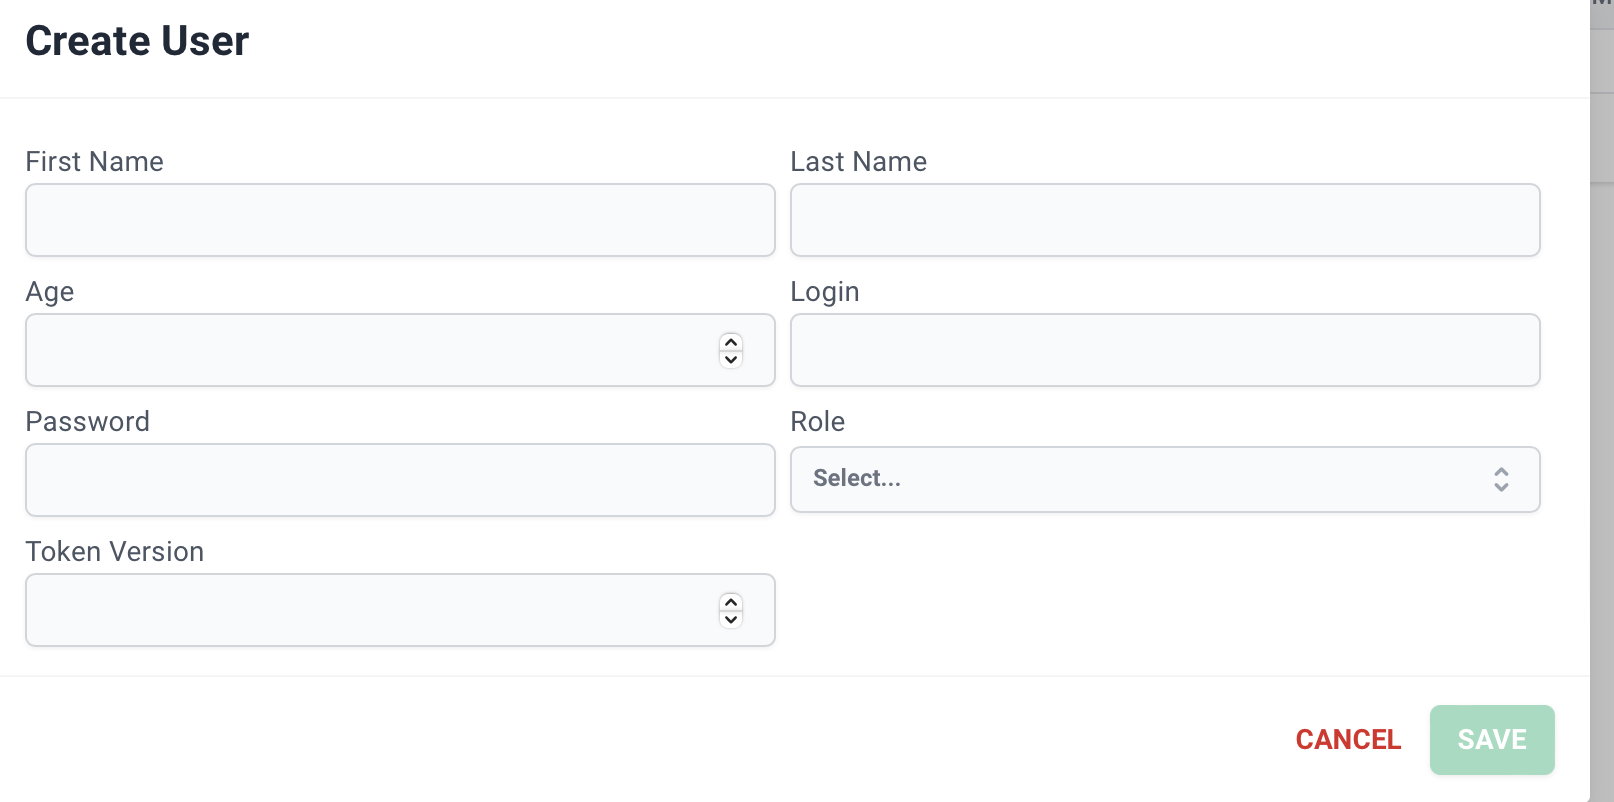 Create User
First Name
Last Name
Age
Login
Password
Role
Select...
Token Version
CANCEL
SAVE